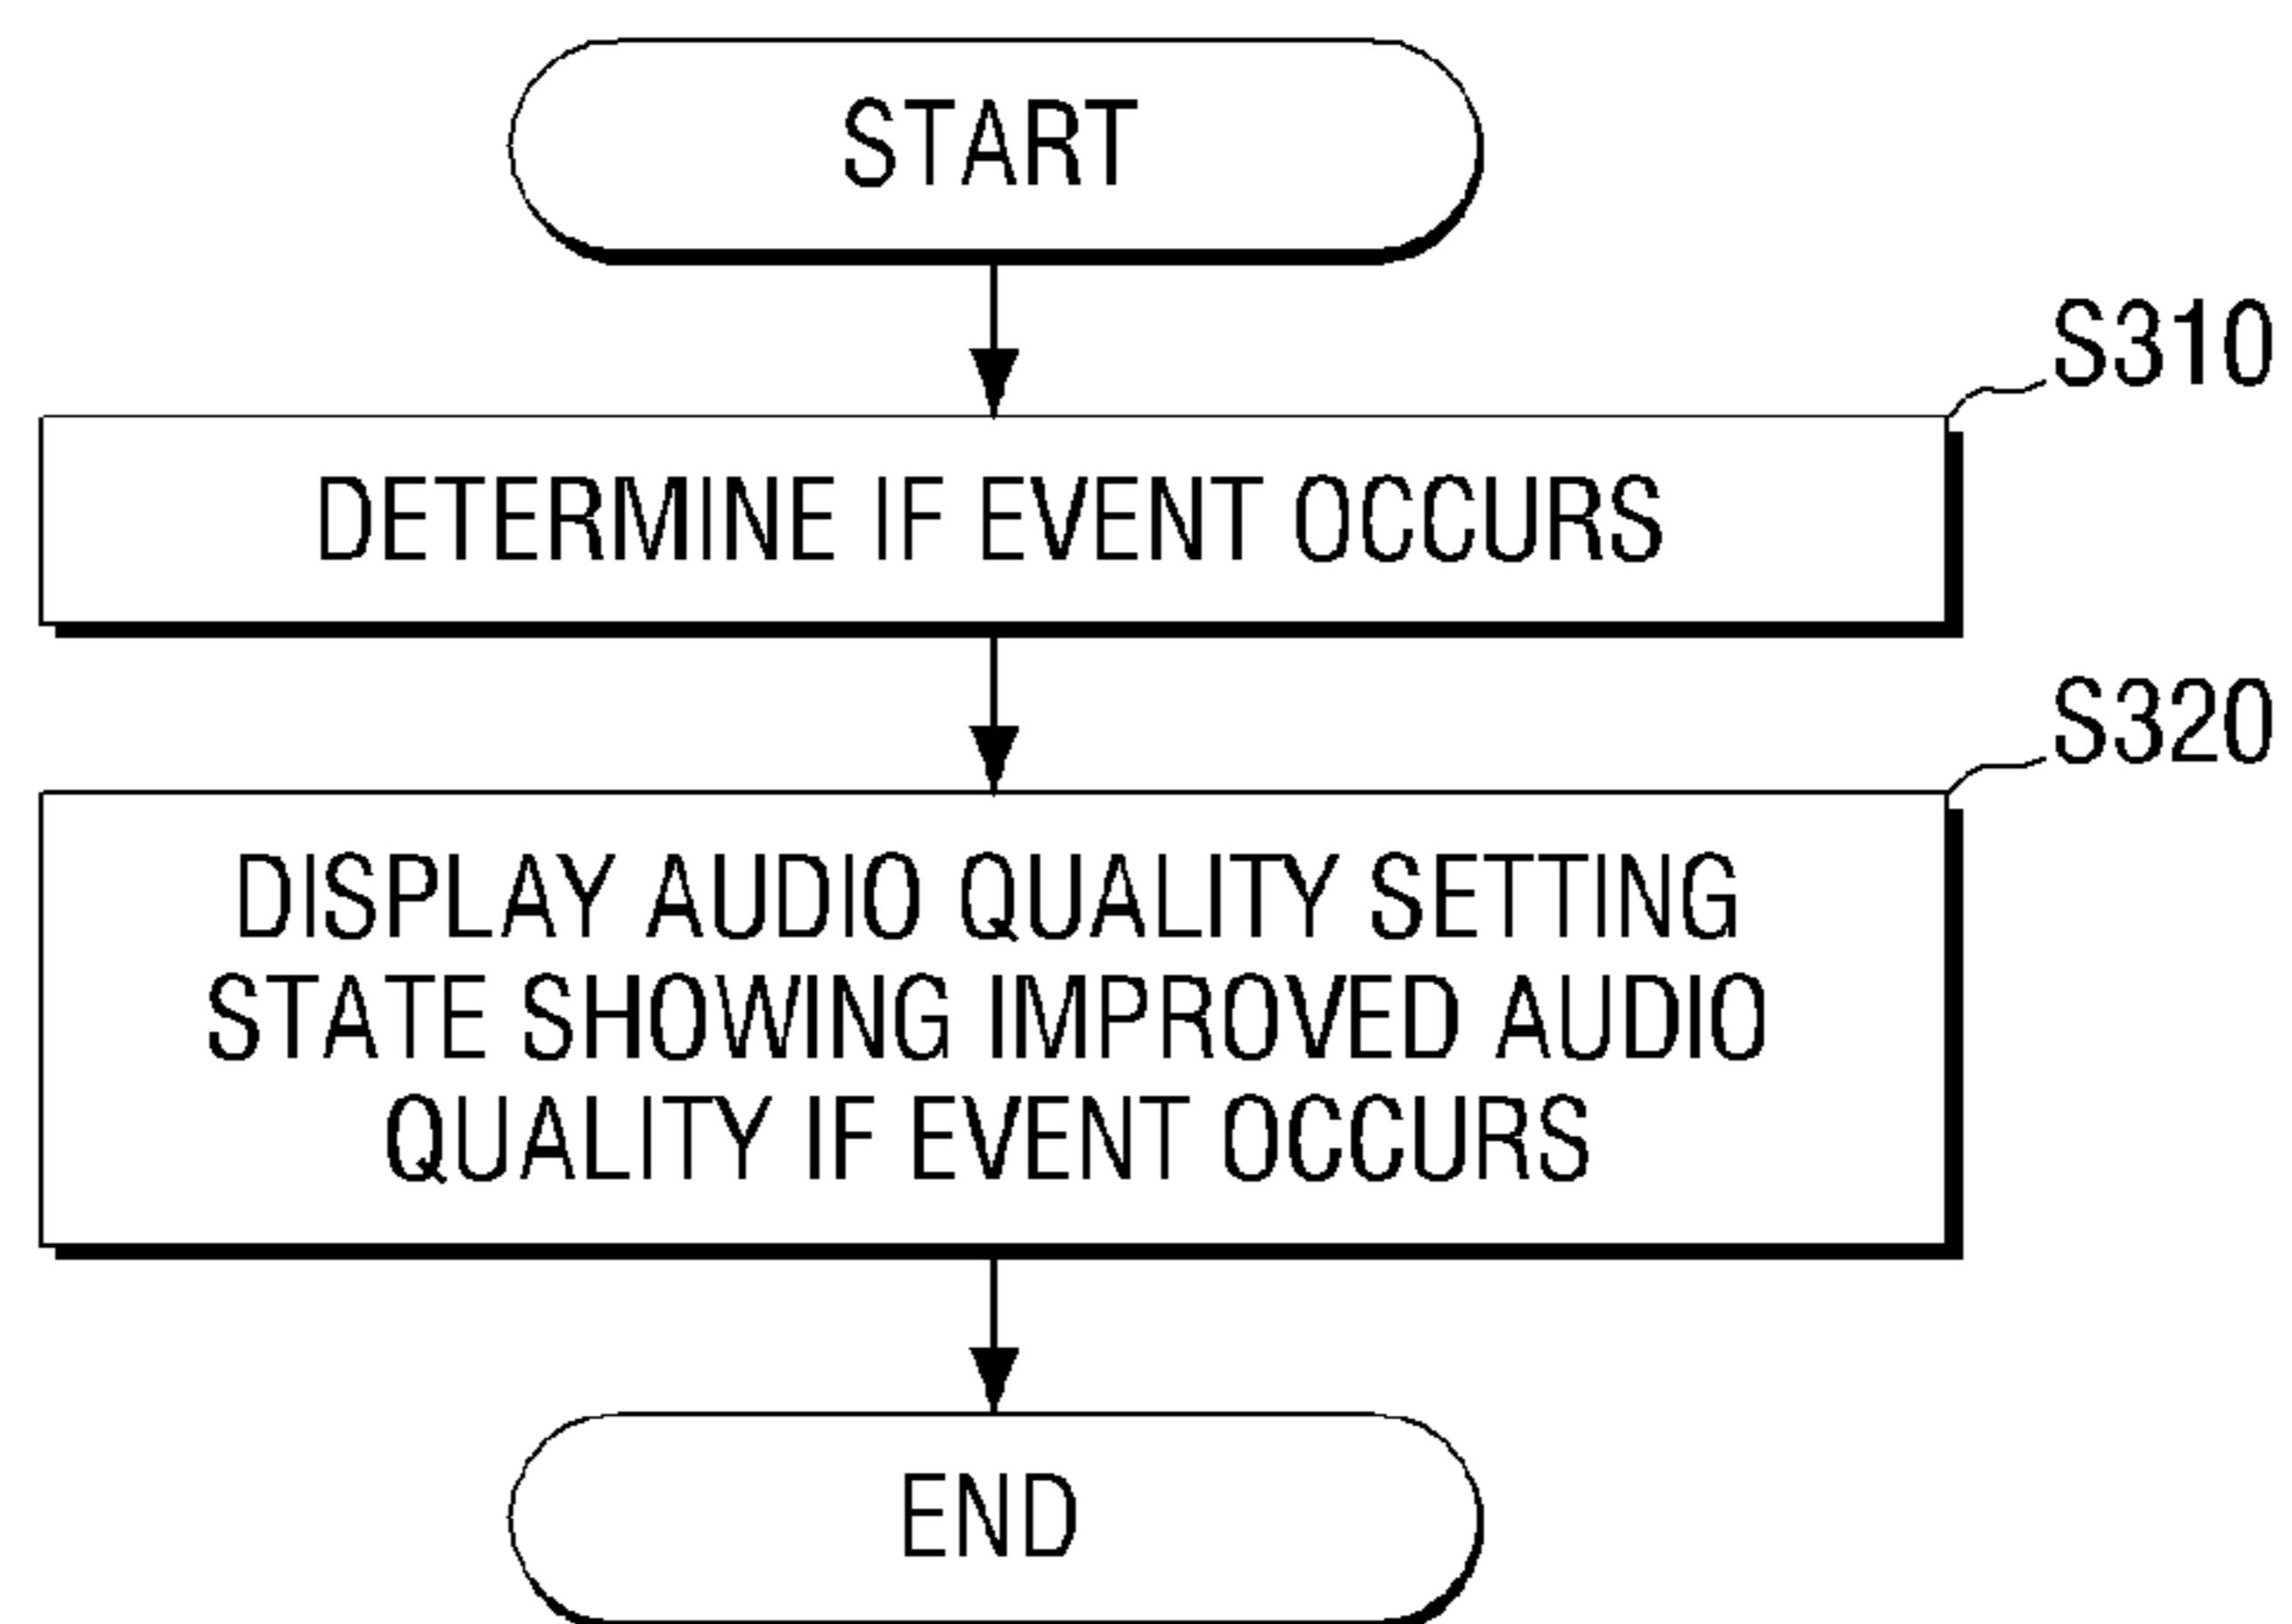 START
S310
DETERMINE IF EVENT OCCURS
S320
DISPLAY AUDIO QUALITY SETTING
STATE SHOWING IMPROVED AUDIO
QUALITY IF EVENT OCCURS
END